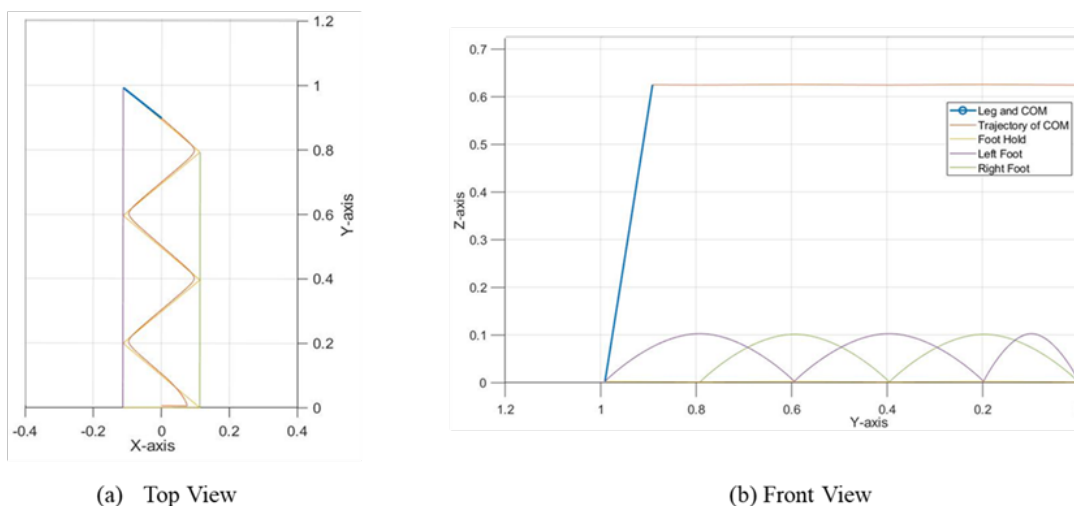 1.2
1
0.8
0.6
0.4
0.2
0
Y-axis
-0.4
-0.2
0
0.2
0.4
X-axis
(a) Top View
0.7
0.6
0.5
0.4
0.3
0.2
0.1
0
Z-axis
Leg and COM
Trajectory of COM
Foot Hold
Left Foot
Right Foot
1.2
1
0.8
0.6
0.4
0.2
Y-axis
(b) Front View